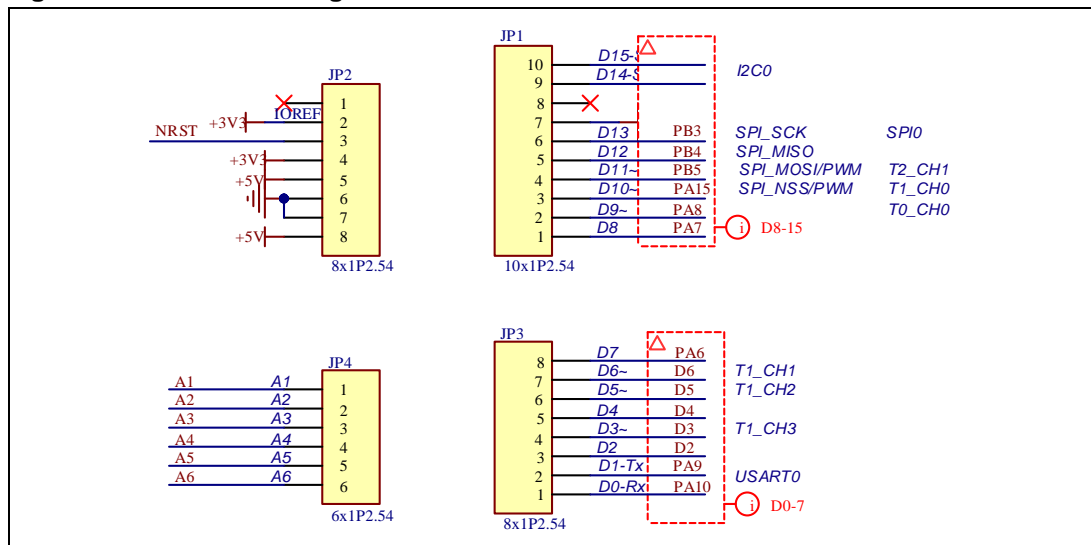 JP2
1
IOREF
2
+3V3
NRST
3
+3V3
4
+5V
5
6
7
+5V
8
8x1P2.54
JP1
D15-
10
I2C0
D14-
9
8
7
D13 PB3 SPI_SCK SPI0
6
D12 PB4 SPI_MISO
5
D11~ PB5 SPI_MOSI/PWM T2_CH1
4
D10~ PA15 SPI_NSS/PWM T1_CH0
3
D9~ PA8 T0_CH0
2
D8 PA7
1
i D8-15
10x1P2.54
JP4
A1 A1 1
A2 A2 2
A3 A3 3
A4 A4 4
A5 A5 5
A6 A6 6
6x1P2.54
JP3
D7 PA6
8
D6~ D6 T1_CH1
7
D5~ D5 T1_CH2
6
D4 D4
5
D3~ D3 T1_CH3
4
D2 D2
3
D1-Tx PA9 USART0
2
D0-Rx PA10
1
i D0-7
8x1P2.54